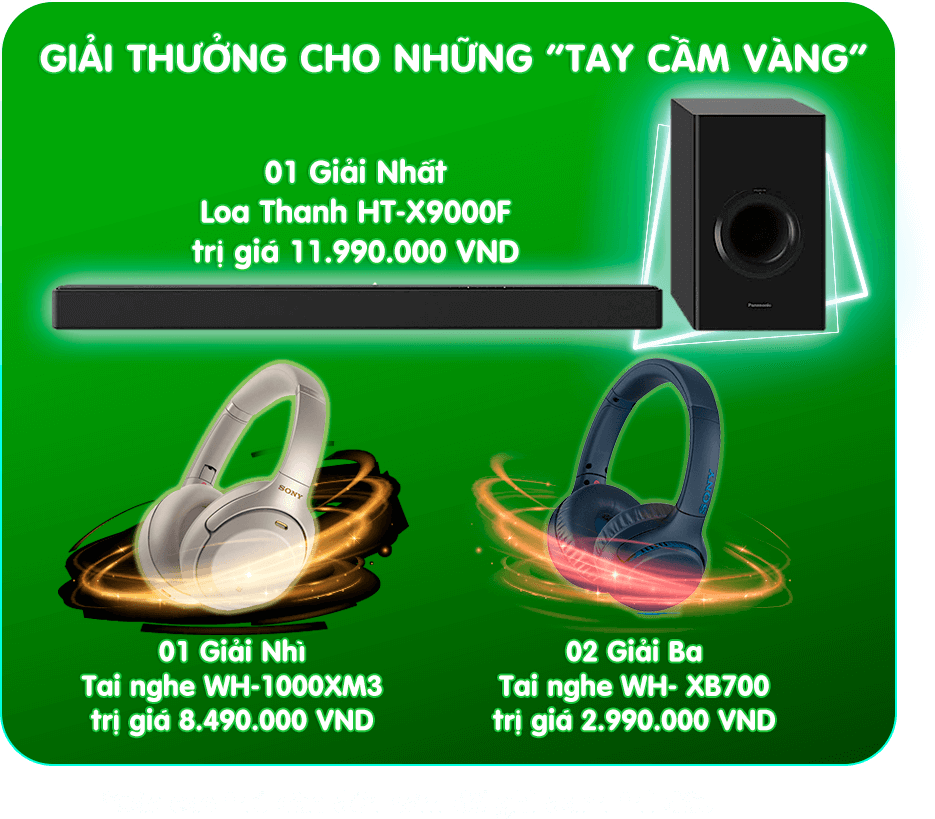 GIẢI THƯỞNG CHO NHỮNG “TAY CẦM VÀNG”
01 Giải Nhất
Loa Thanh HT-X9000F
trị giá 11.990.000 VND
Panasonic
SONY
SONY
01 Giải Nhì
Tai nghe WH-1000XM3
trị giá 8.490.000 VND
02 Giải Ba
Tai nghe WH- XB700
trị giá 2.990.000 VND